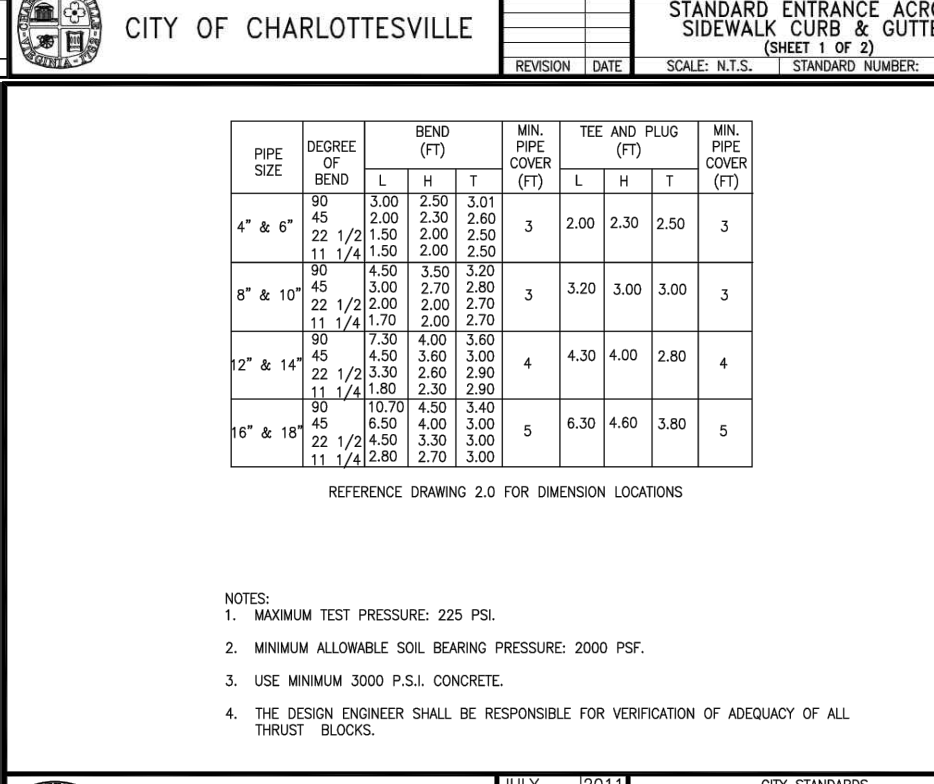 CITY OF CHARLOTTESVILLE
REVISION DATE
STANDARD ENTRANCE
SIDEWALK CURB &
(SHEET 1 OF 2)
SCALE: N.T.S. STANDARD NUMBER:
PIPE SIZE DEGREE OF BEND BEND (FT) MIN. PIPE COVER (FT) TEE AND PLUG (FT) MIN. PIPE COVER (FT)
L H T L H T
4" & 6" 3 2.00 2.30 2.50 3
90 3.00 2.50 3.01
45 2.00 2.30 2.60
22 1/2 1.50 2.00 2.50
11 1/4 1.50 2.00 2.50
8" & 10" 3 3.20 3.00 3.00 3
90 4.50 3.50 3.20
45 3.00 2.70 2.80
22 1/2 2.00 2.00 2.70
11 1/4 1.70 2.00 2.70
12" & 14" 4 4.30 4.00 2.80 4
90 7.30 4.00 3.60
45 4.50 3.60 3.00
22 1/2 3.30 2.60 2.90
11 1/4 1.80 2.30 2.90
16" & 18" 5 6.30 4.60 3.80 5
90 10.70 4.50 3.40
45 6.50 4.00 3.00
22 1/2 4.50 3.30 3.00
11 1/4 2.80 2.70 3.00
REFERENCE DRAWING 2.0 FOR DIMENSION LOCATIONS
NOTES:
1. MAXIMUM TEST PRESSURE: 225 PSI.
2. MINIMUM ALLOWABLE SOIL BEARING PRESSURE: 2000 PSF.
3. USE MINIMUM 3000 P.S.I. CONCRETE.
4. THE DESIGN ENGINEER SHALL BE RESPONSIBLE FOR VERIFICATION OF ADEQUACY OF ALL
THRUST BLOCKS.
JULY 2011 CITY STANDARDS